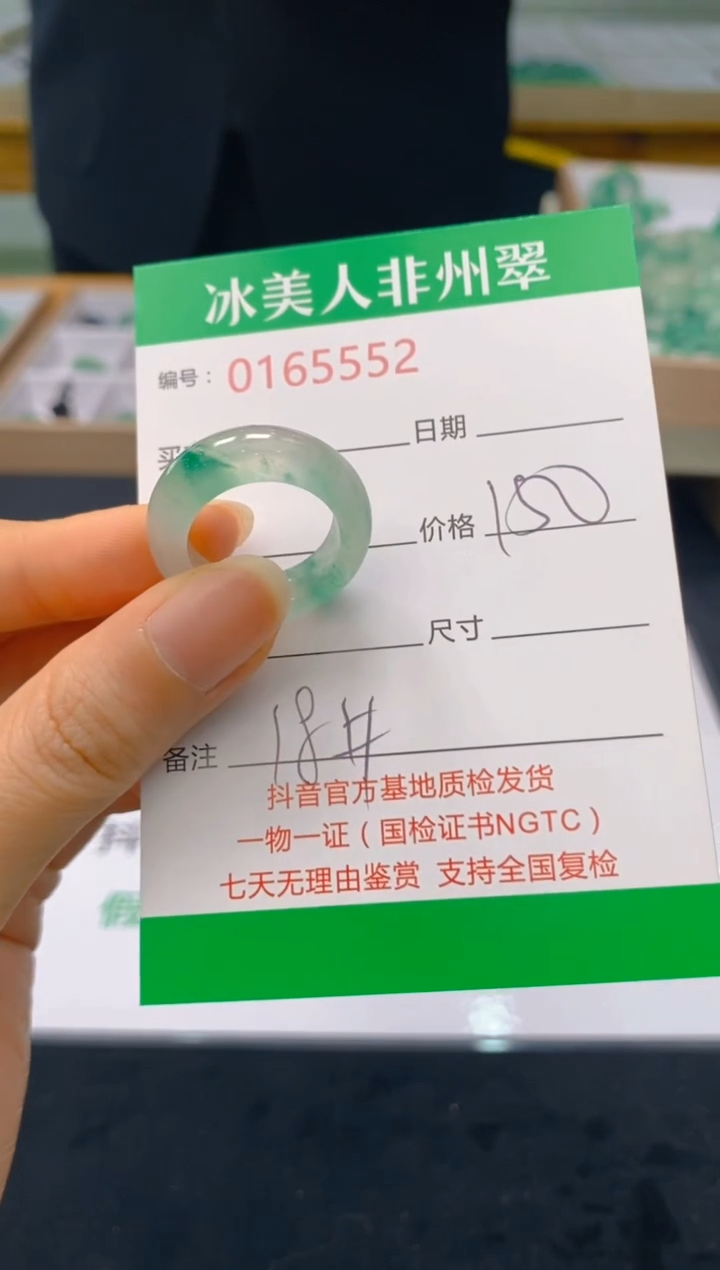 冰美人非州翠
编号：0165552
买
日期
价格 150
尺寸
备注 18#
抖音官方基地质检发货
一物一证（国检证书NGTC）
七天无理由鉴赏 支持全国复检